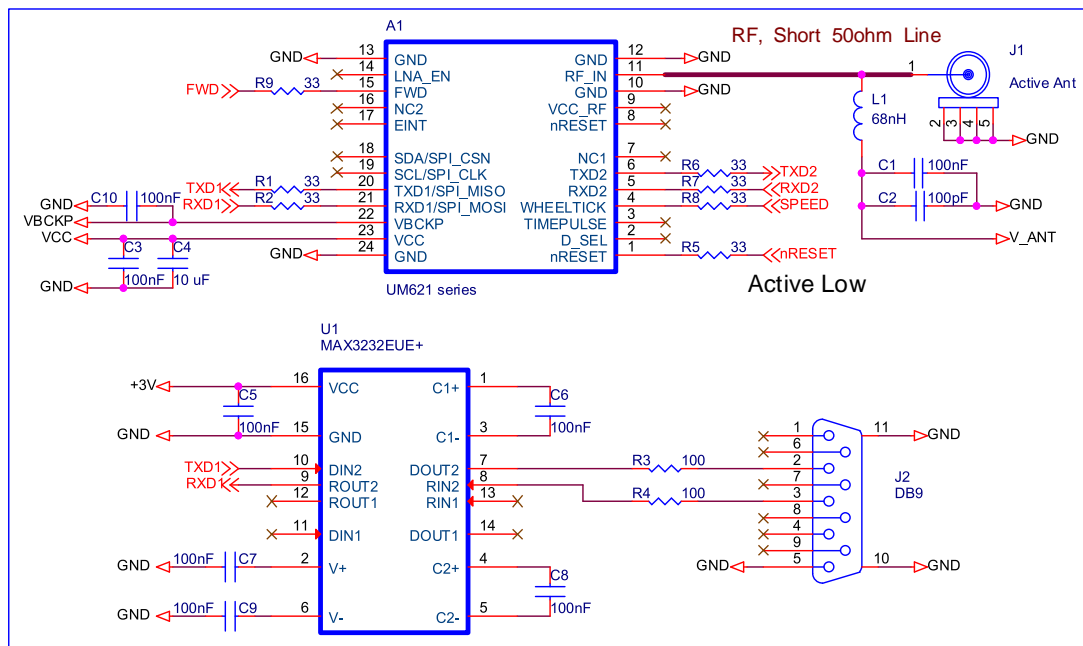 A1
RF, Short 50ohm Line
J1
Active Ant
GND 13 GND GND 12 GND
14 LNA_EN RF_IN 11 1
FWD R9 33 15 FWD GND 10 GND
16 NC2 VCC_RF 9
17 EINT nRESET 8
L1
68nH
2 3 4 5
GND
18 SDA/SPI_CSN NC1 7
19 SCL/SPI_CLK TXD2 6 R6 33 TXD2
TXD1 R1 33 20 TXD1/SPI_MISO RXD2 5 R7 33 RXD2
RXD1 R2 33 21 RXD1/SPI_MOSI WHEELTICK 4 R8 33 SPEED
C1 100nF
C2 100pF GND
V_ANT
C10 100nF
GND
VBCKP 22 VBCKP TIMEPULSE 3
VCC 23 VCC D_SEL 2
GND 24 GND nRESET 1 R5 33 nRESET
C3 C4
100nF 10 uF
GND
UM621 series
Active Low
U1
MAX3232EUE+
+3V 16 VCC C1+ 1
C5 C6
100nF 100nF
GND 15 GND C1- 3
TXD1 10 DIN2 DOUT2 7 R3 100
RXD1 9 ROUT2 RIN2 8
12 ROUT1 RIN1 13 R4 100
11 DIN1 DOUT1 14
GND 100nF C7 2 V+ C2+ 4
C8
100nF
GND 100nF C9 6 V- C2- 5
1 11 GND
6
2
7
3
8
4
9
GND 5 10 GND
J2
DB9